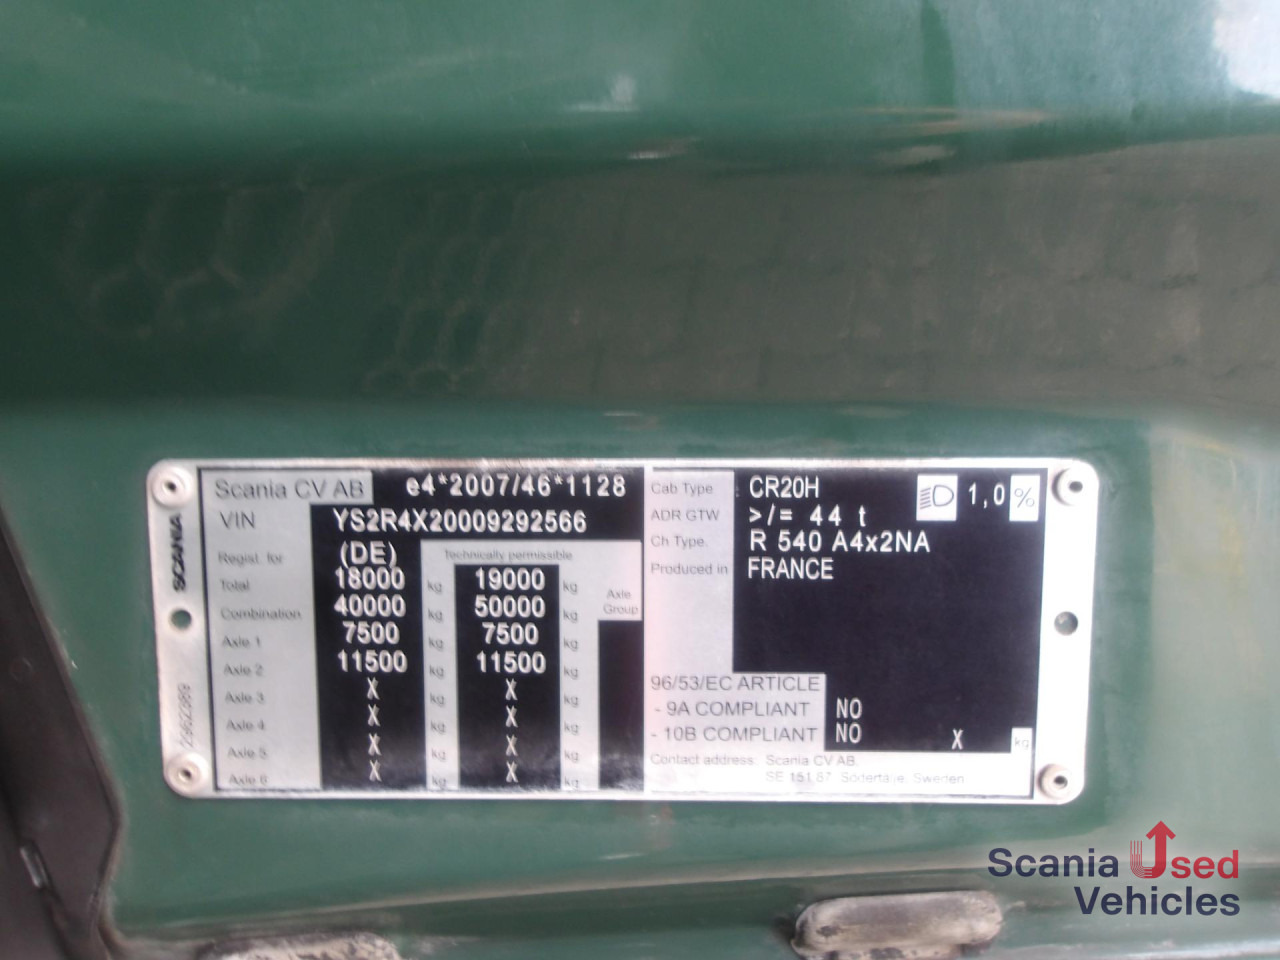 Scania CV AB e4*2007/46*1128
VIN YS2R4X20009292566
Regist. for (DE) Technically permissible
Total 18000 kg 19000 kg Axle Group
Combination 40000 kg 50000 kg
Axle 1 7500 kg 7500 kg
Axle 2 11500 kg 11500 kg
Axle 3 X kg X kg
Axle 4 X kg X kg
Axle 5 X kg X kg
Axle 6 X kg X kg
SCANIA
2962989
Cab Type CR20H 1,0 %
ADR GTW >/= 44 t
Ch Type. R 540 A4x2NA
Produced in FRANCE
96/53/EC ARTICLE
- 9A COMPLIANT NO
- 10B COMPLIANT NO X kg
Contact address: Scania CV AB,
SE 151 87 Södertälje, Sweden
Scania Used
Vehicles